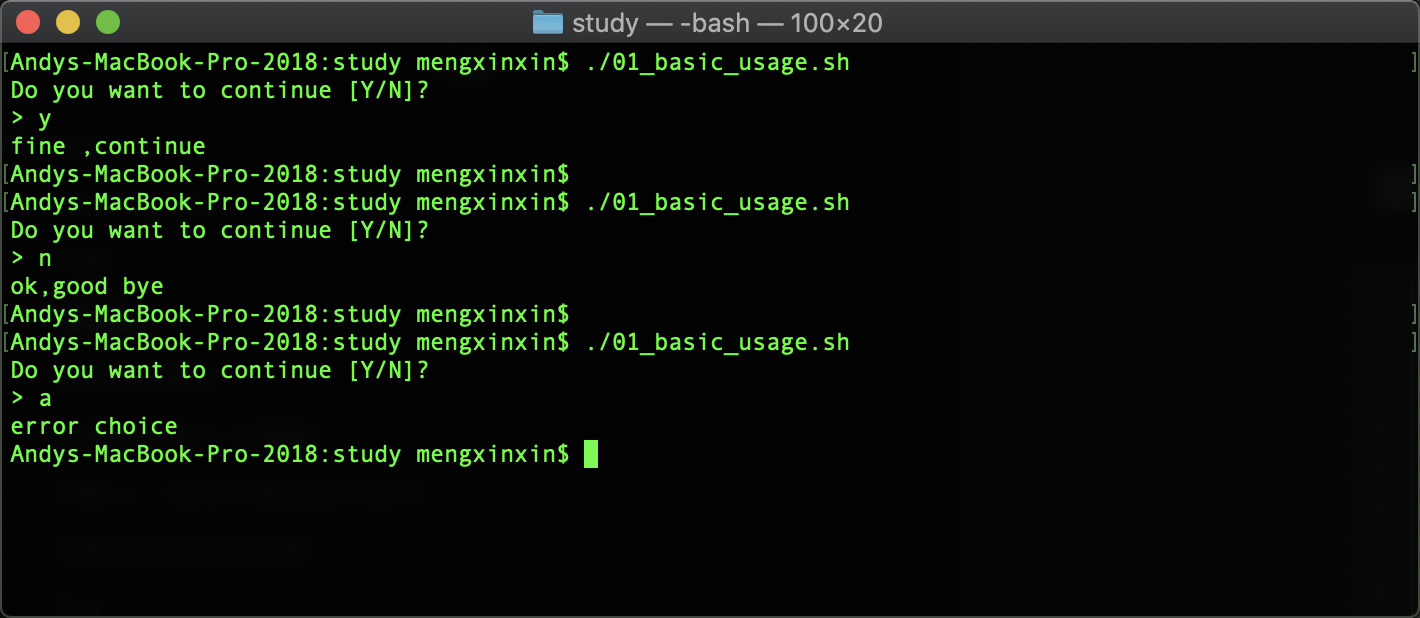 study — -bash — 100×20
[Andys-MacBook-Pro-2018:study mengxinxin$ ./01_basic_usage.sh ]
Do you want to continue [Y/N]?
> y
fine ,continue
[Andys-MacBook-Pro-2018:study mengxinxin$ ]
[Andys-MacBook-Pro-2018:study mengxinxin$ ./01_basic_usage.sh ]
Do you want to continue [Y/N]?
> n
ok,good bye
[Andys-MacBook-Pro-2018:study mengxinxin$ ]
[Andys-MacBook-Pro-2018:study mengxinxin$ ./01_basic_usage.sh ]
Do you want to continue [Y/N]?
> a
error choice
Andys-MacBook-Pro-2018:study mengxinxin$